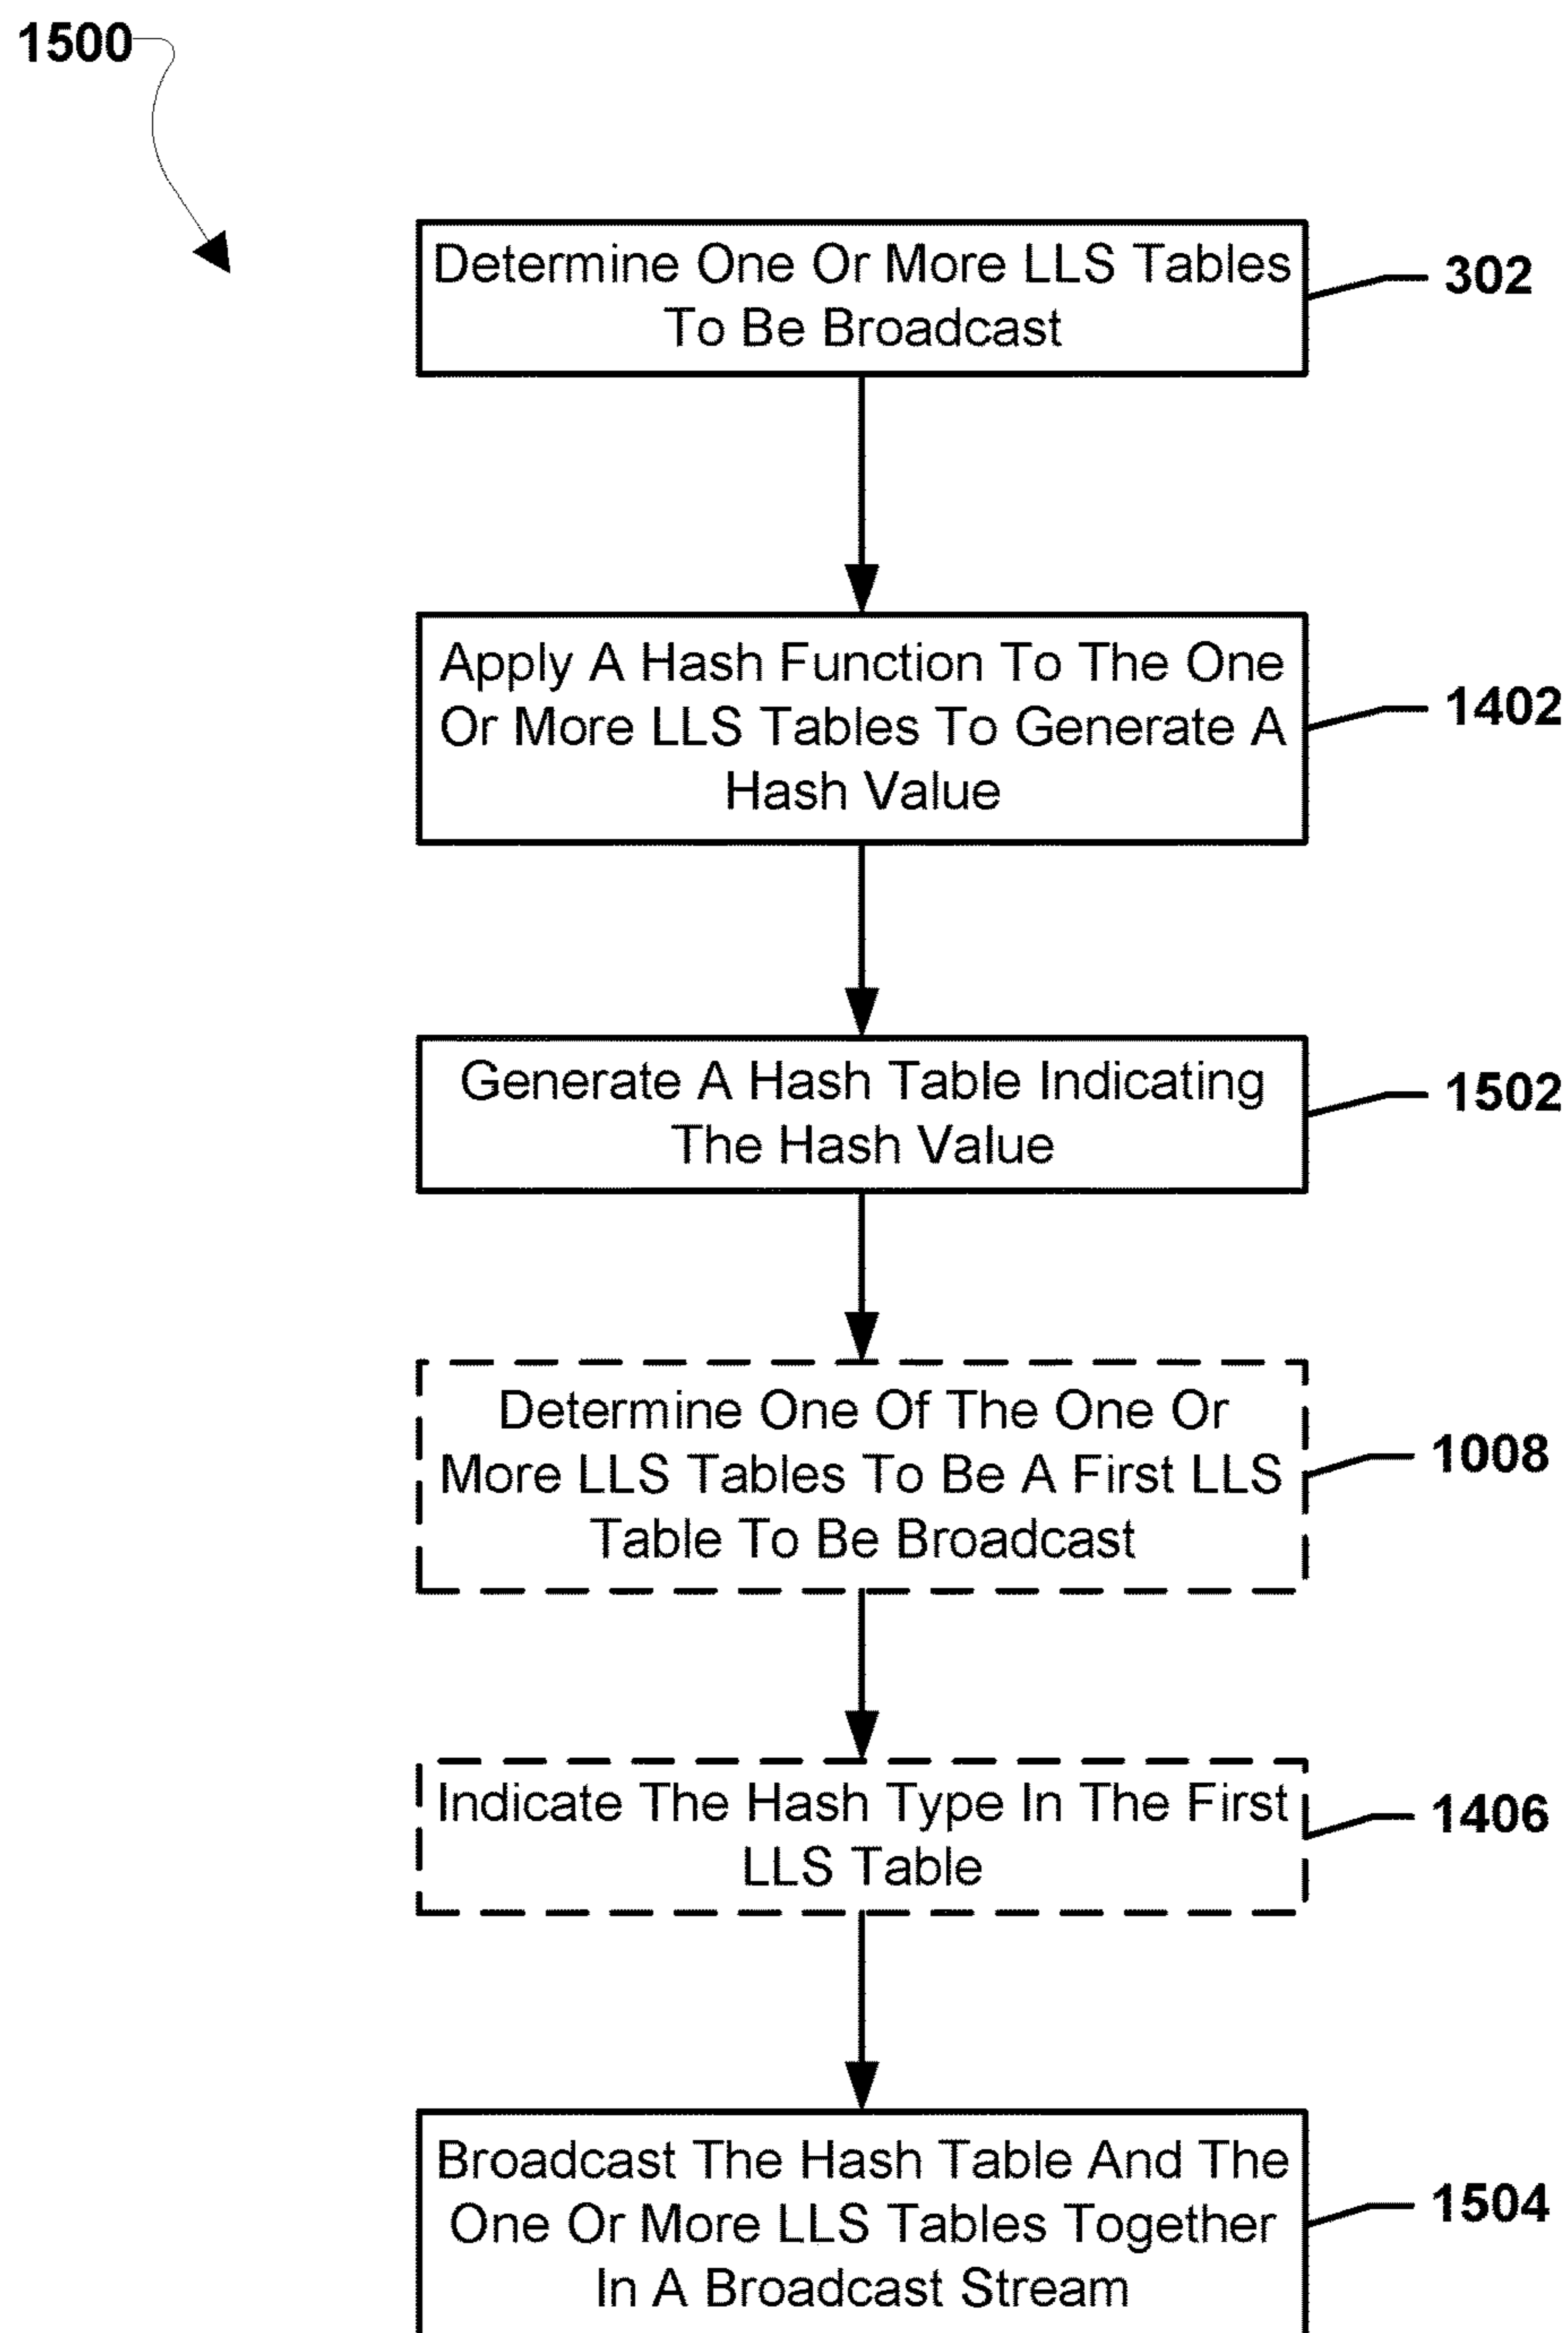 1500
Determine One Or More LLS Tables
To Be Broadcast
302
Apply A Hash Function To The One
Or More LLS Tables To Generate A
Hash Value
1402
Generate A Hash Table Indicating
The Hash Value
1502
Determine One Of The One Or
More LLS Tables To Be A First LLS
Table To Be Broadcast
1008
Indicate The Hash Type In The First
LLS Table
1406
Broadcast The Hash Table And The
One Or More LLS Tables Together
In A Broadcast Stream
1504